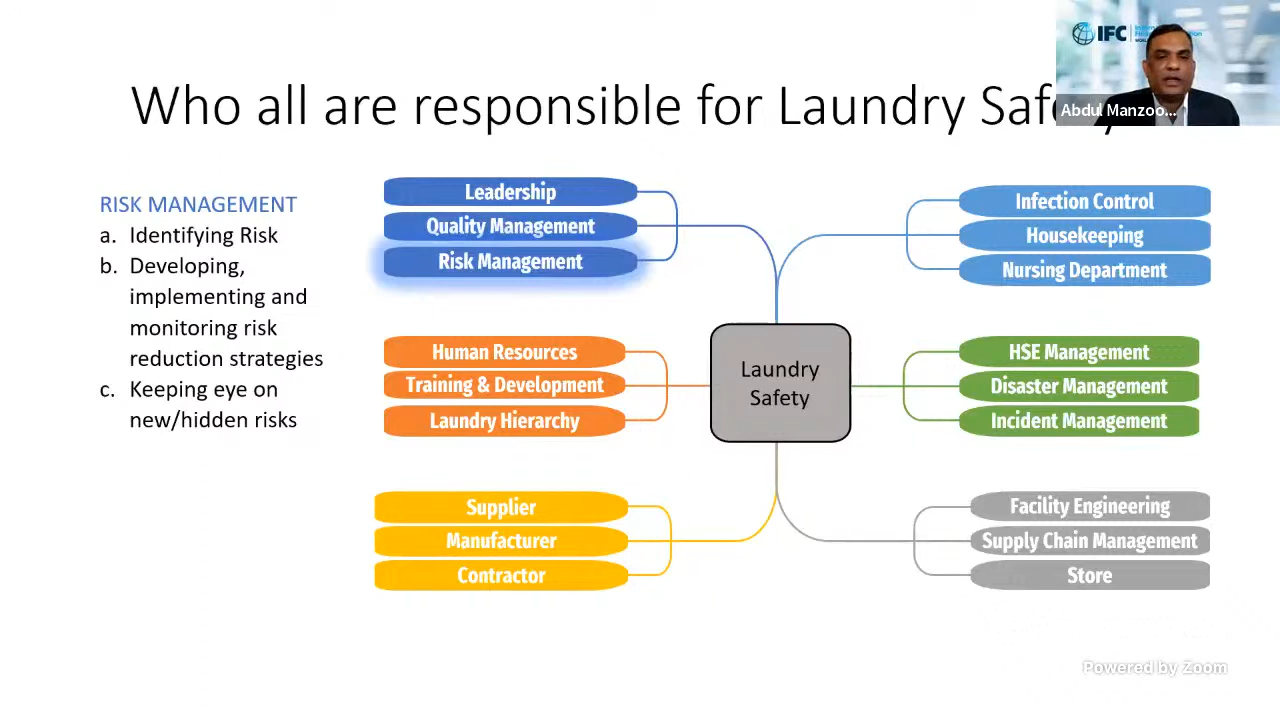 IFC
Who all are responsible for Laundry Safety
Abdul Manzoo...
RISK MANAGEMENT
a. Identifying Risk
b. Developing,
implementing and
monitoring risk
reduction strategies
c. Keeping eye on
new/hidden risks
Leadership
Quality Management
Risk Management
Infection Control
Housekeeping
Nursing Department
Human Resources
Training & Development
Laundry Hierarchy
Laundry
Safety
HSE Management
Disaster Management
Incident Management
Supplier
Manufacturer
Contractor
Facility Engineering
Supply Chain Management
Store
Powered by Zoom